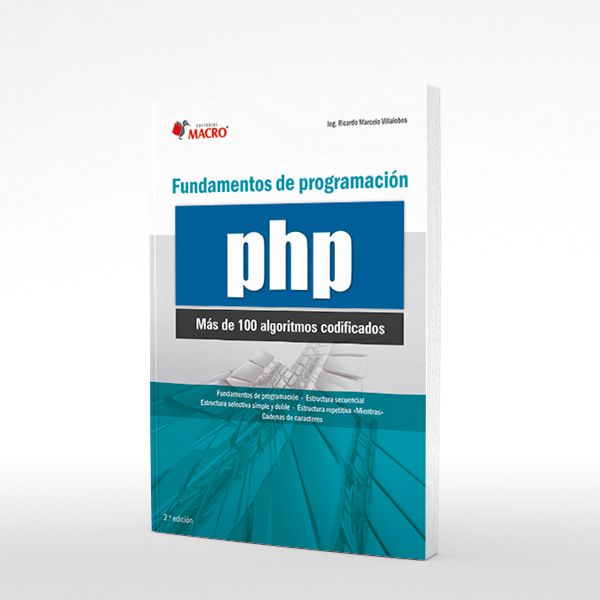 EDITORIAL
MACRO®
Ing. Ricardo Marcelo Villalobos
Fundamentos de programación
php
Más de 100 algoritmos codificados
Fundamentos de programación - Estructura secuencial
Estructura selectiva simple y doble - Estructura repetitiva «Mientras»
Cadenas de caracteres
2.ª edición